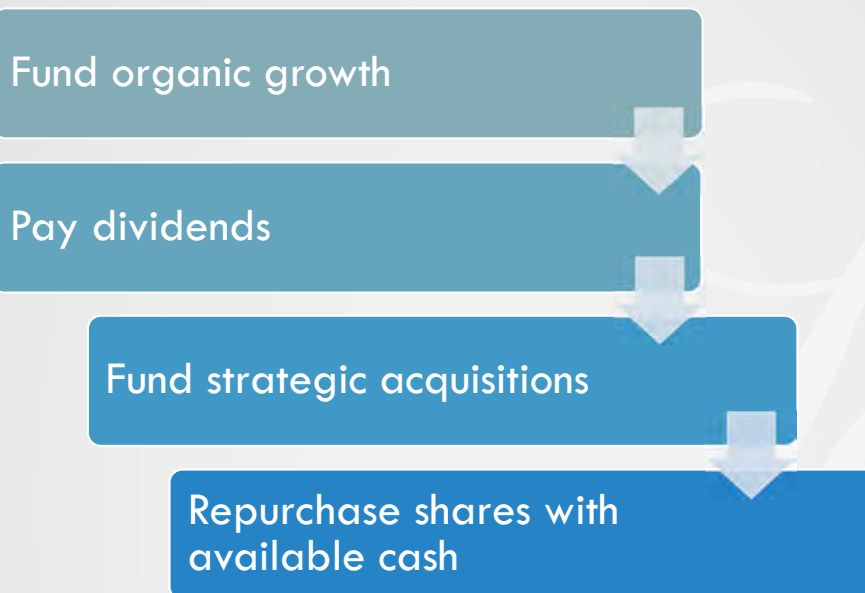 Fund organic growth
Pay dividends
Fund strategic acquisitions
Repurchase shares with
available cash